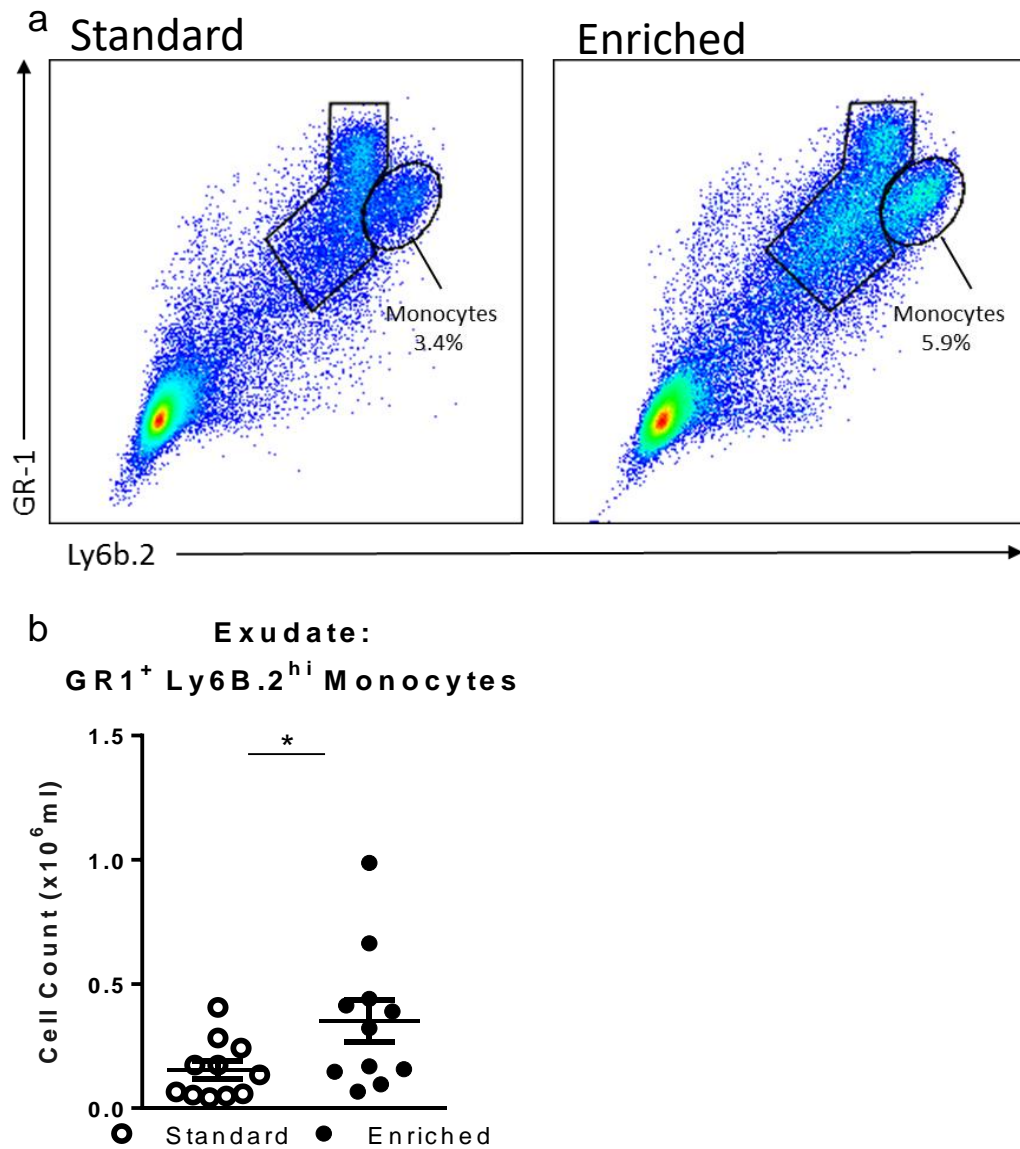 a
Standard
Enriched
Monocytes
3.4%
Monocytes
5.9%
GR-1
Ly6b.2
b
Exudate:
GR1⁺ Ly6B.2ʰⁱ Monocytes
1.5
1.0
0.5
0.0
Cell Count (x10⁶ml)
*
Standard
Enriched